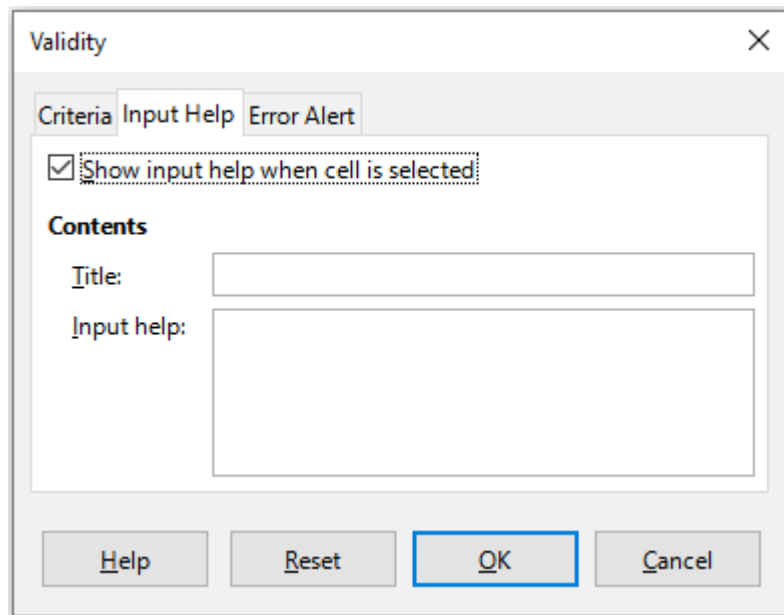 Validity
Criteria Input Help Error Alert
Show input help when cell is selected
Contents
Title:
Input help:
Help Reset OK Cancel